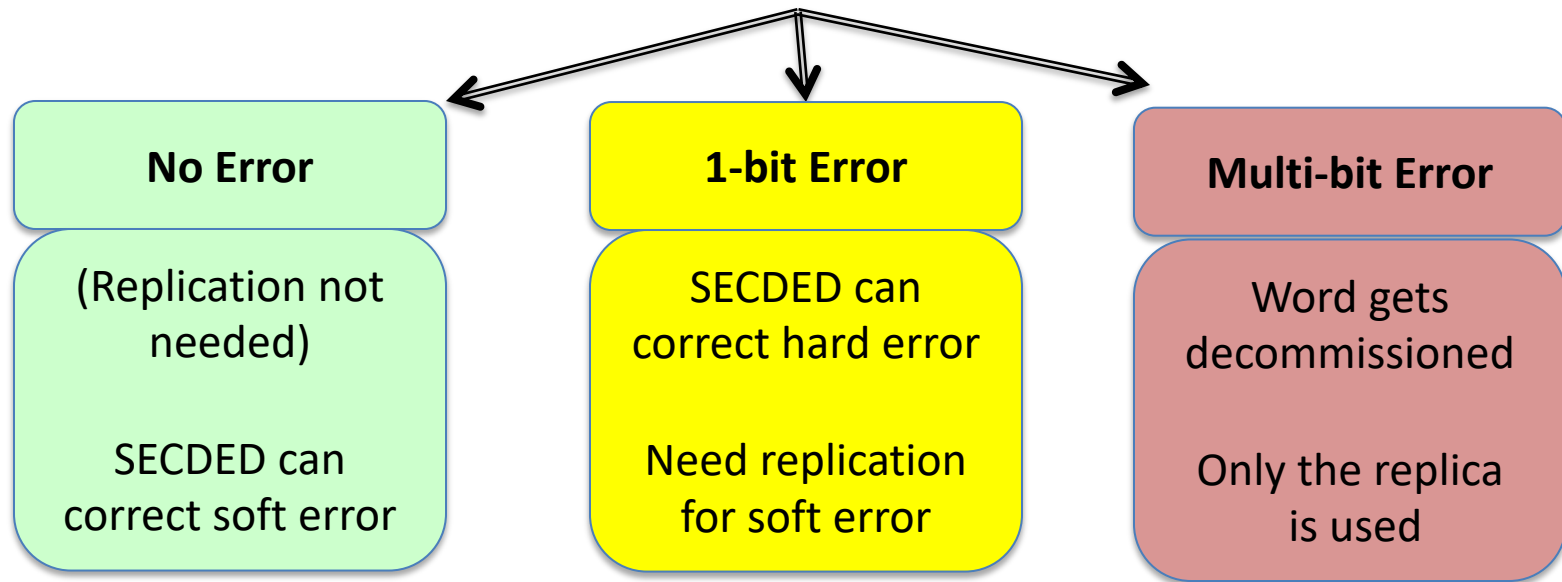 No Error
(Replication not
needed)
SECDED can
correct soft error
1-bit Error
SECDED can
correct hard error
Need replication
for soft error
Multi-bit Error
Word gets
decommissioned
Only the replica
is used